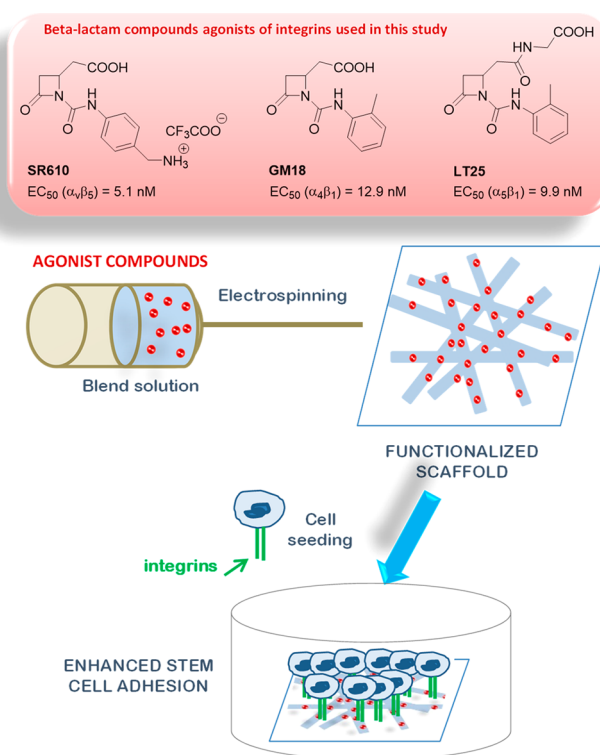 Beta-lactam compounds agonists of integrins used in this study
COOH
O
N
H
N
O
CF₃COO⊖
⊕
NH₃
SR610
EC₅₀ (αᵥβ₅) = 5.1 nM
COOH
O
N
H
N
O
GM18
EC₅₀ (α₄β₁) = 12.9 nM
COOH
HN
O
O
N
H
N
O
LT25
EC₅₀ (α₅β₁) = 9.9 nM
AGONIST COMPOUNDS
Electrospinning
Blend solution
FUNCTIONALIZED
SCAFFOLD
Cell
seeding
integrins
ENHANCED STEM
CELL ADHESION